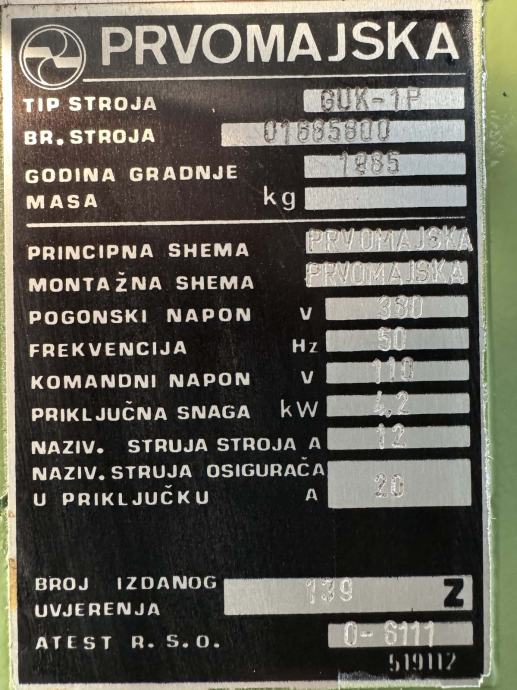 PRVOMAJSKA
TIP STROJA GUK-1P
BR. STROJA 01685800
GODINA GRADNJE 1985
MASA kg
PRINCIPNA SHEMA PRVOMAJSKA
MONTAŽNA SHEMA PRVOMAJSKA
POGONSKI NAPON V 380
FREKVENCIJA Hz 50
KOMANDNI NAPON V 110
PRIKLJUČNA SNAGA kW 4,2
NAZIV. STRUJA STROJA A 12
NAZIV. STRUJA OSIGURAČA
U PRIKLJUČKU A 20
BROJ IZDANOG
UVJERENJA 139 Z
ATEST R.S.O. 0-6111
519112